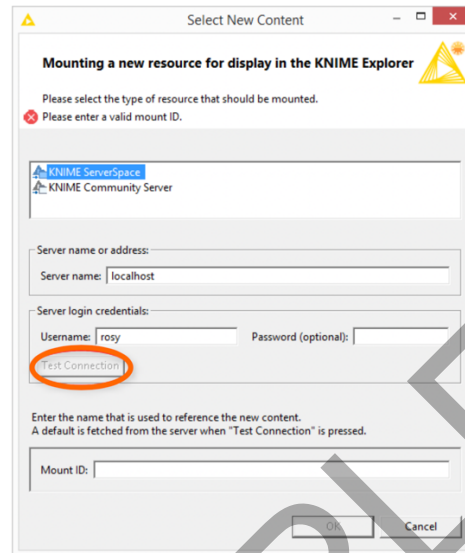 Select New Content
Mounting a new resource for display in the KNIME Explorer
Please select the type of resource that should be mounted.
Please enter a valid mount ID.
KNIME ServerSpace
KNIME Community Server
Server name or address:
Server name: localhost
Server login credentials:
Username: rosy Password (optional):
Test Connection
Enter the name that is used to reference the new content.
A default is fetched from the server when "Test Connection" is pressed.
Mount ID:
OK Cancel